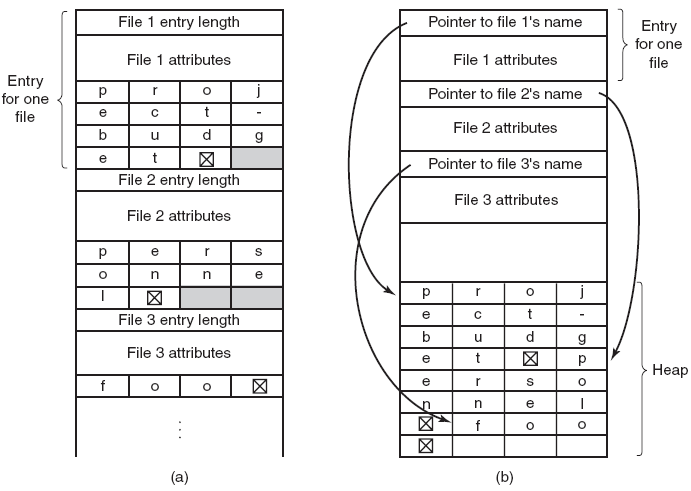 File 1 entry length
File 1 attributes
p r o j
e c t -
b u d g
e t ☒
File 2 entry length
File 2 attributes
p e r s
o n n e
l ☒
File 3 entry length
File 3 attributes
f o o ☒
⋮
Entry
for one
file
(a)
Pointer to file 1's name
File 1 attributes
Pointer to file 2's name
File 2 attributes
Pointer to file 3's name
File 3 attributes
p r o j
e c t -
b u d g
e t ☒ p
e r s o
n n e l
☒ f o o
☒
Entry
for one
file
Heap
(b)